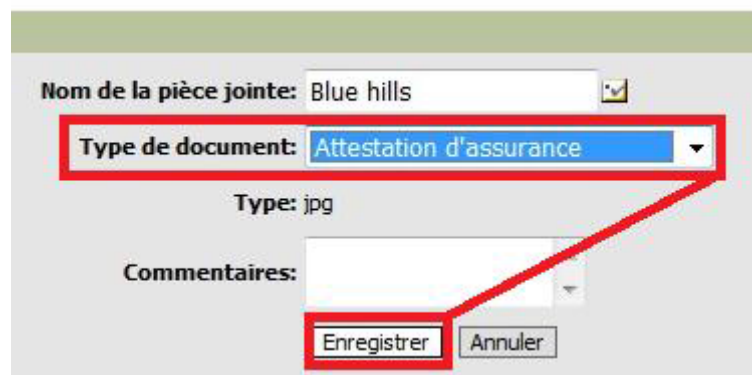 Nom de la pièce jointe: Blue hills
Type de document: Attestation d'assurance
Type: jpg
Commentaires:
Enregistrer Annuler